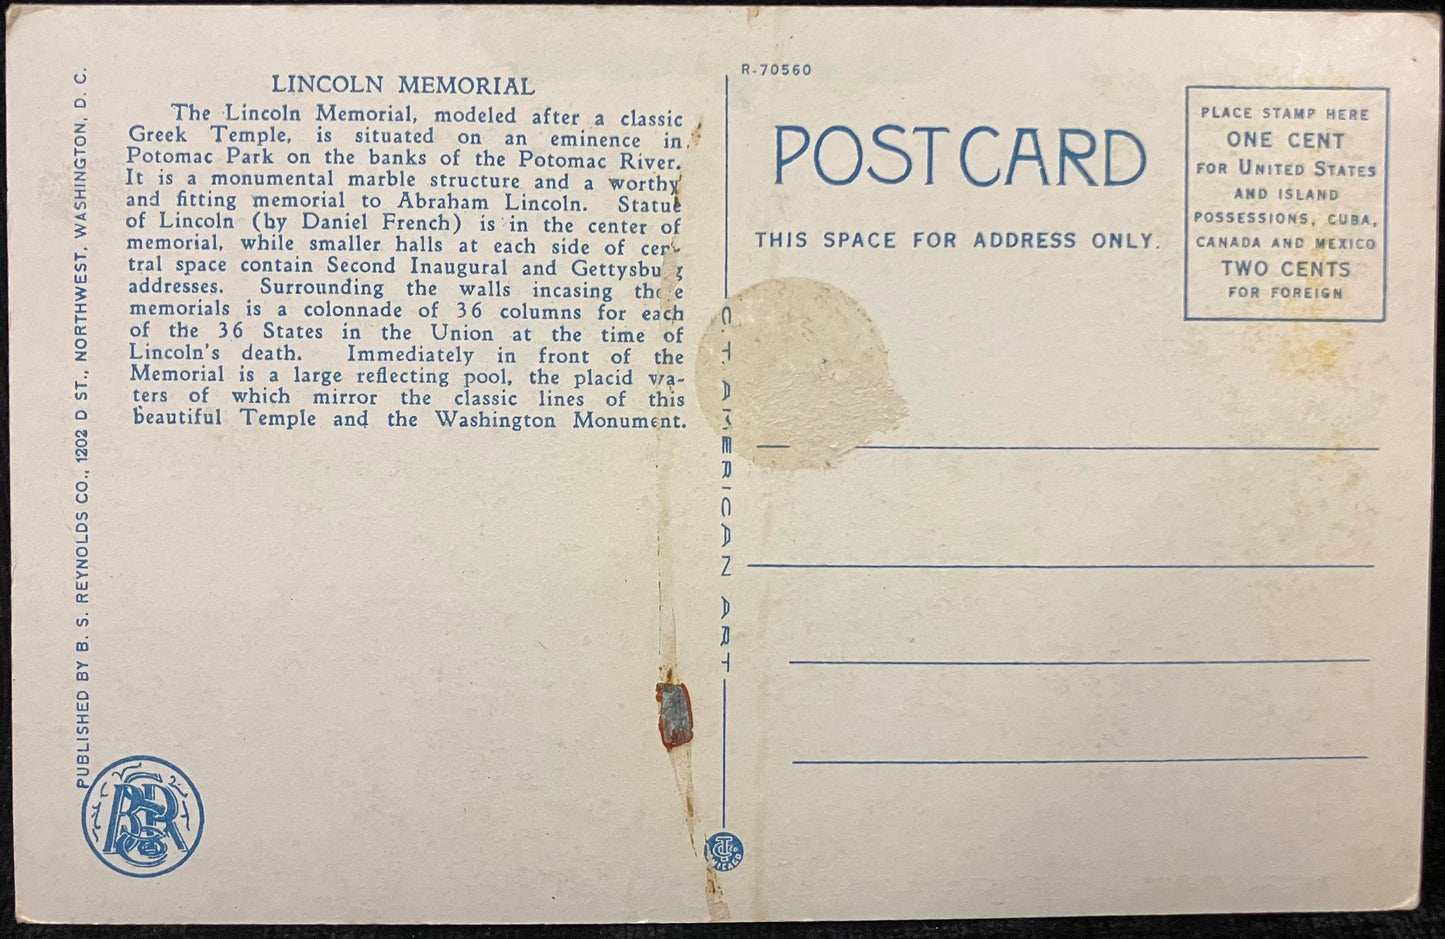 LINCOLN MEMORIAL
The Lincoln Memorial, modeled after a classic
Greek Temple, is situated on an eminence in
Potomac Park on the banks of the Potomac River.
It is a monumental marble structure and a worthy
and fitting memorial to Abraham Lincoln. Statue
of Lincoln (by Daniel French) is in the center of
memorial, while smaller halls at each side of cen-
tral space contain Second Inaugural and Gettysburg
addresses. Surrounding the walls incasing these
memorials is a colonnade of 36 columns for each
of the 36 States in the Union at the time of
Lincoln's death. Immediately in front of the
Memorial is a large reflecting pool, the placid wa-
ters of which mirror the classic lines of this
beautiful Temple and the Washington Monument.
PUBLISHED BY B. S. REYNOLDS CO., 1202 D ST., NORTHWEST, WASHINGTON, D. C.
BSR Co
C. T. AMERICAN ART
CHICAGO
R-70560
POST CARD
THIS SPACE FOR ADDRESS ONLY.
PLACE STAMP HERE
ONE CENT
FOR UNITED STATES
AND ISLAND
POSSESSIONS, CUBA,
CANADA AND MEXICO
TWO CENTS
FOR FOREIGN